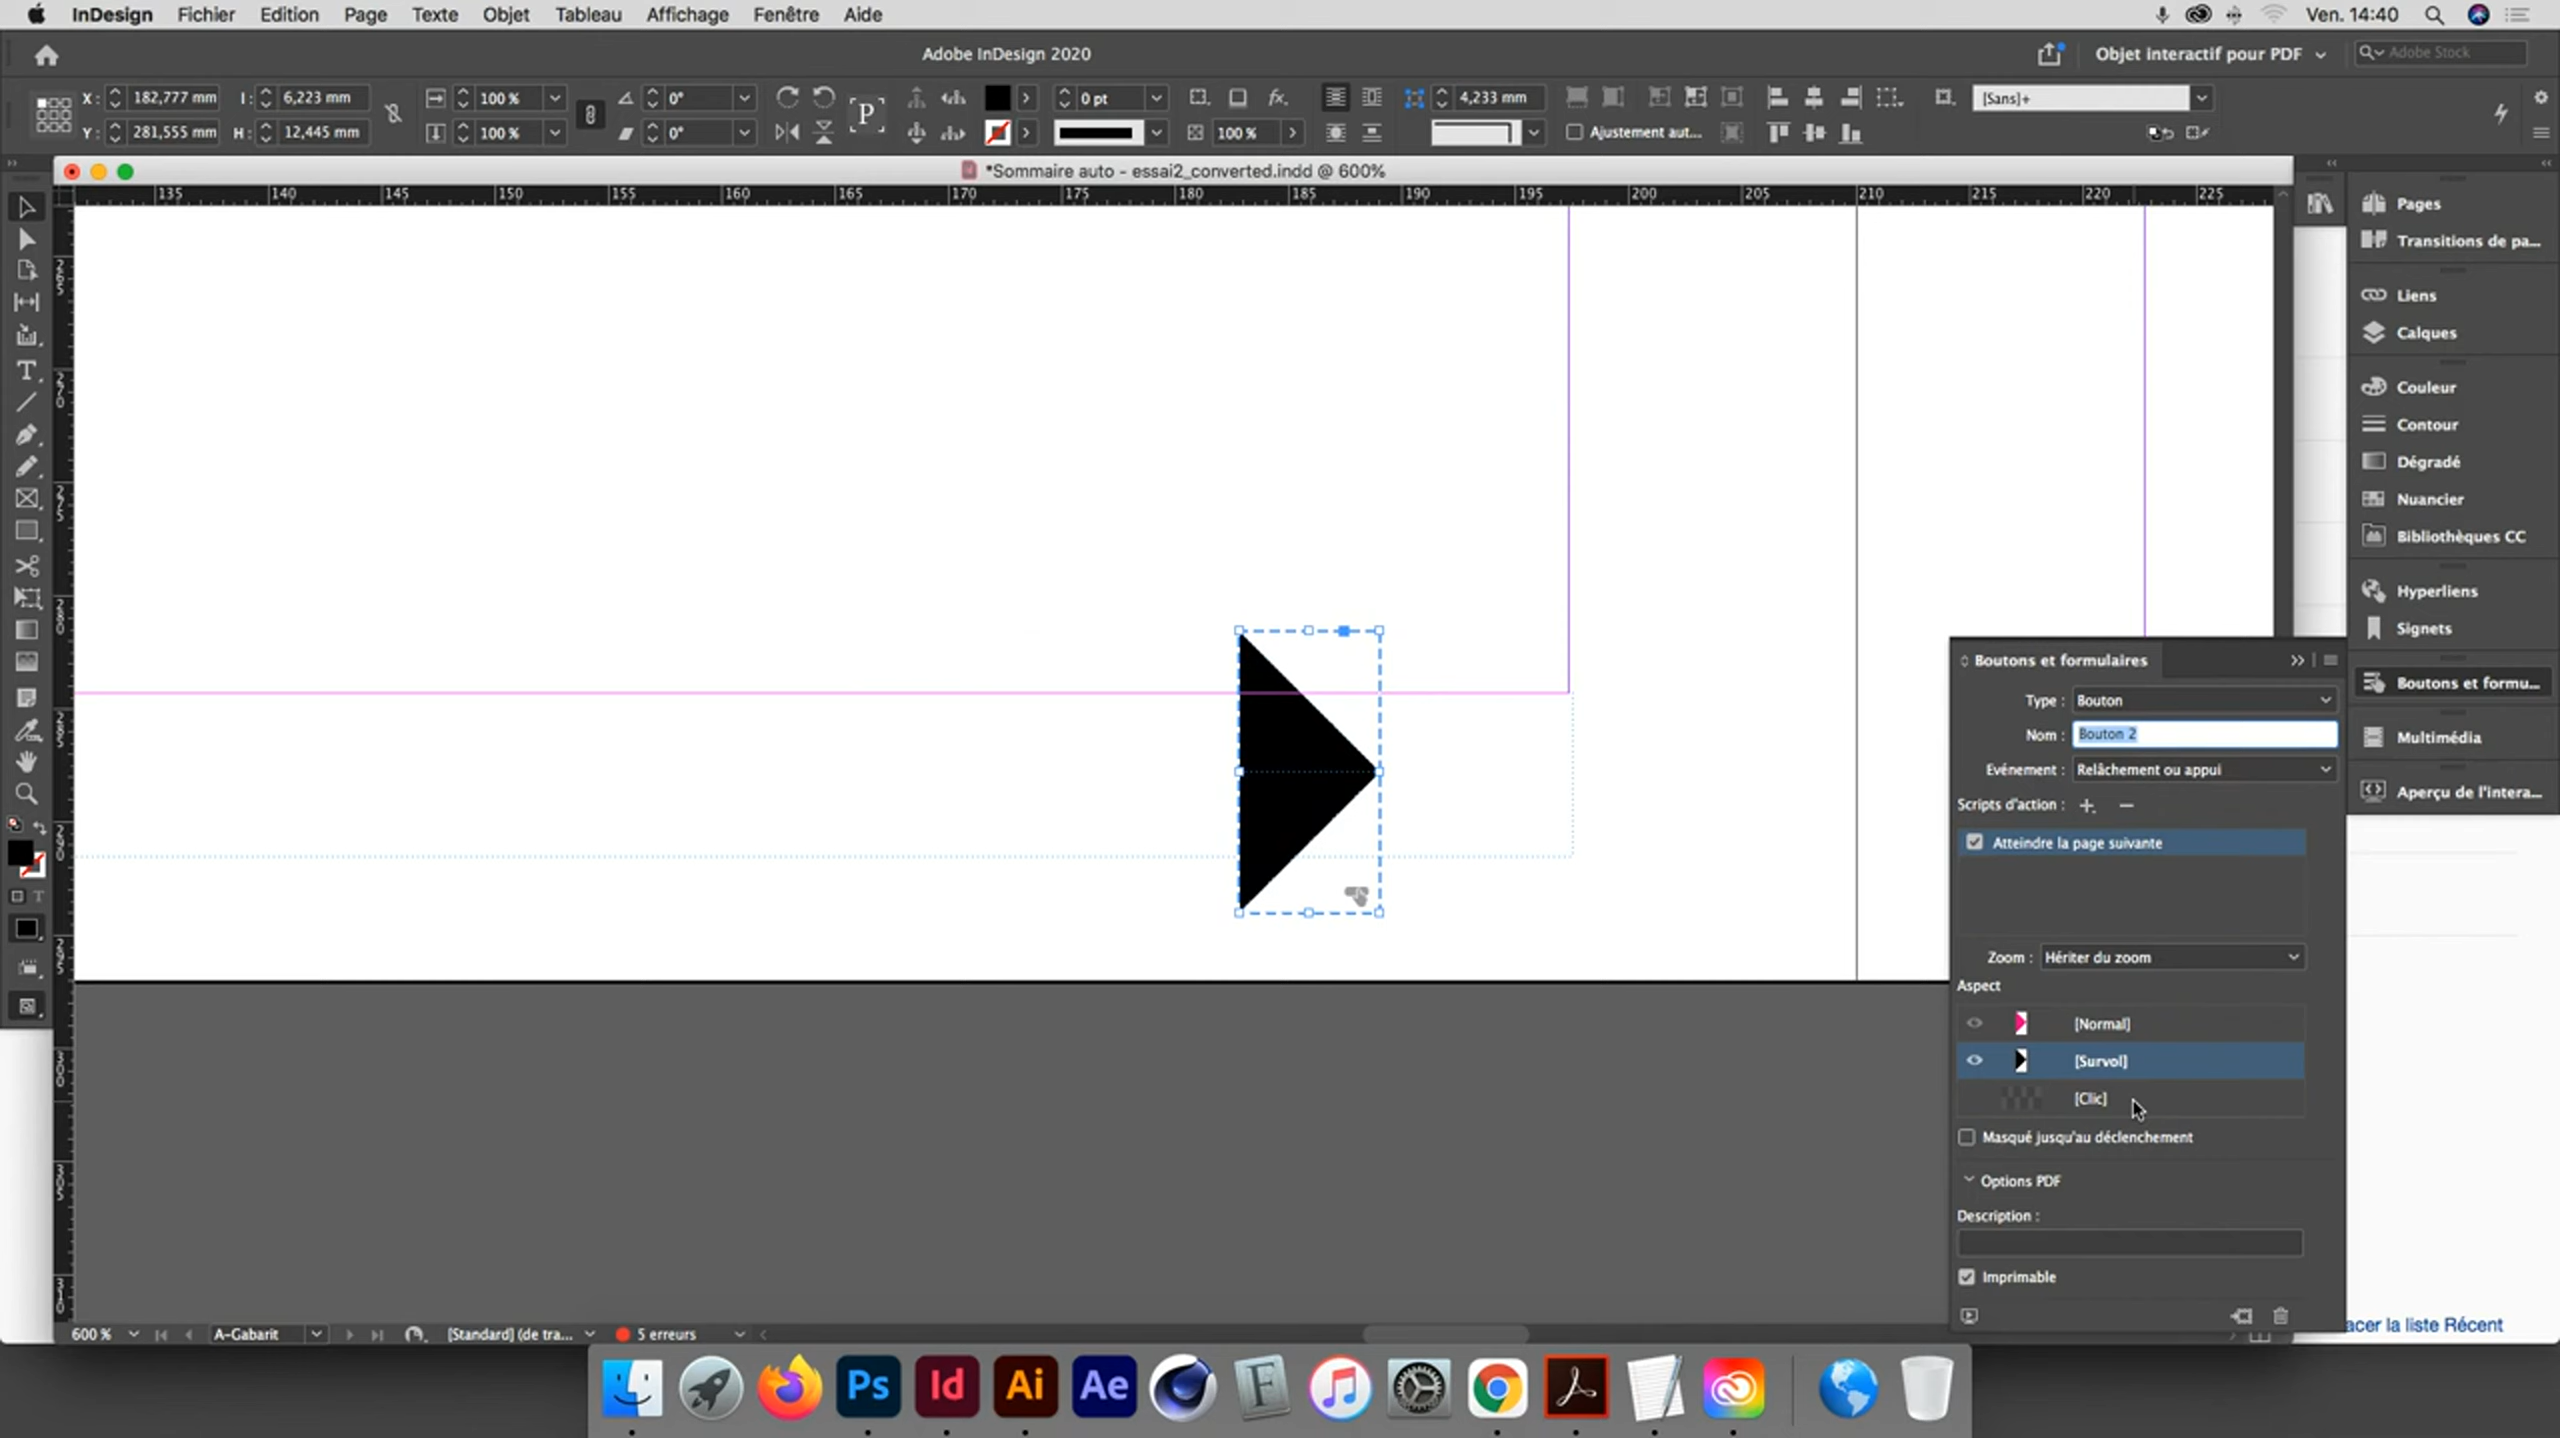 InDesign Fichier Edition Page Texte Objet Tableau Affichage Fenêtre Aide Ven. 14:40
Adobe InDesign 2020 Objet interactif pour PDF Adobe Stock
X : 182,777 mm I : 6,223 mm 100 % 0° P 0 pt fx. 4,233 mm [Sans]+
Y : 281,555 mm H : 12,445 mm 100 % 0° 100 % Ajustement aut...
*Sommaire auto - essai2_converted.indd @ 600%
135 140 145 150 155 160 165 170 175 180 185 190 195 200 205 210 215 220 225
Pages
Transitions de pa...
Liens
Calques
Couleur
Contour
Dégradé
Nuancier
Bibliothèques CC
Hyperliens
Signets
Boutons et formu...
Multimédia
Aperçu de l'intera...
Boutons et formulaires
Type : Bouton
Nom : Bouton 2
Evénement : Relâchement ou appui
Scripts d'action :
Atteindre la page suivante
Zoom : Hériter du zoom
Aspect
[Normal]
[Survol]
[Clic]
Masqué jusqu'au déclenchement
Options PDF
Description :
Imprimable
acer la liste Récent
600 % A-Gabarit [Standard] (de tra... 5 erreurs
Ps Id Ai Ae F